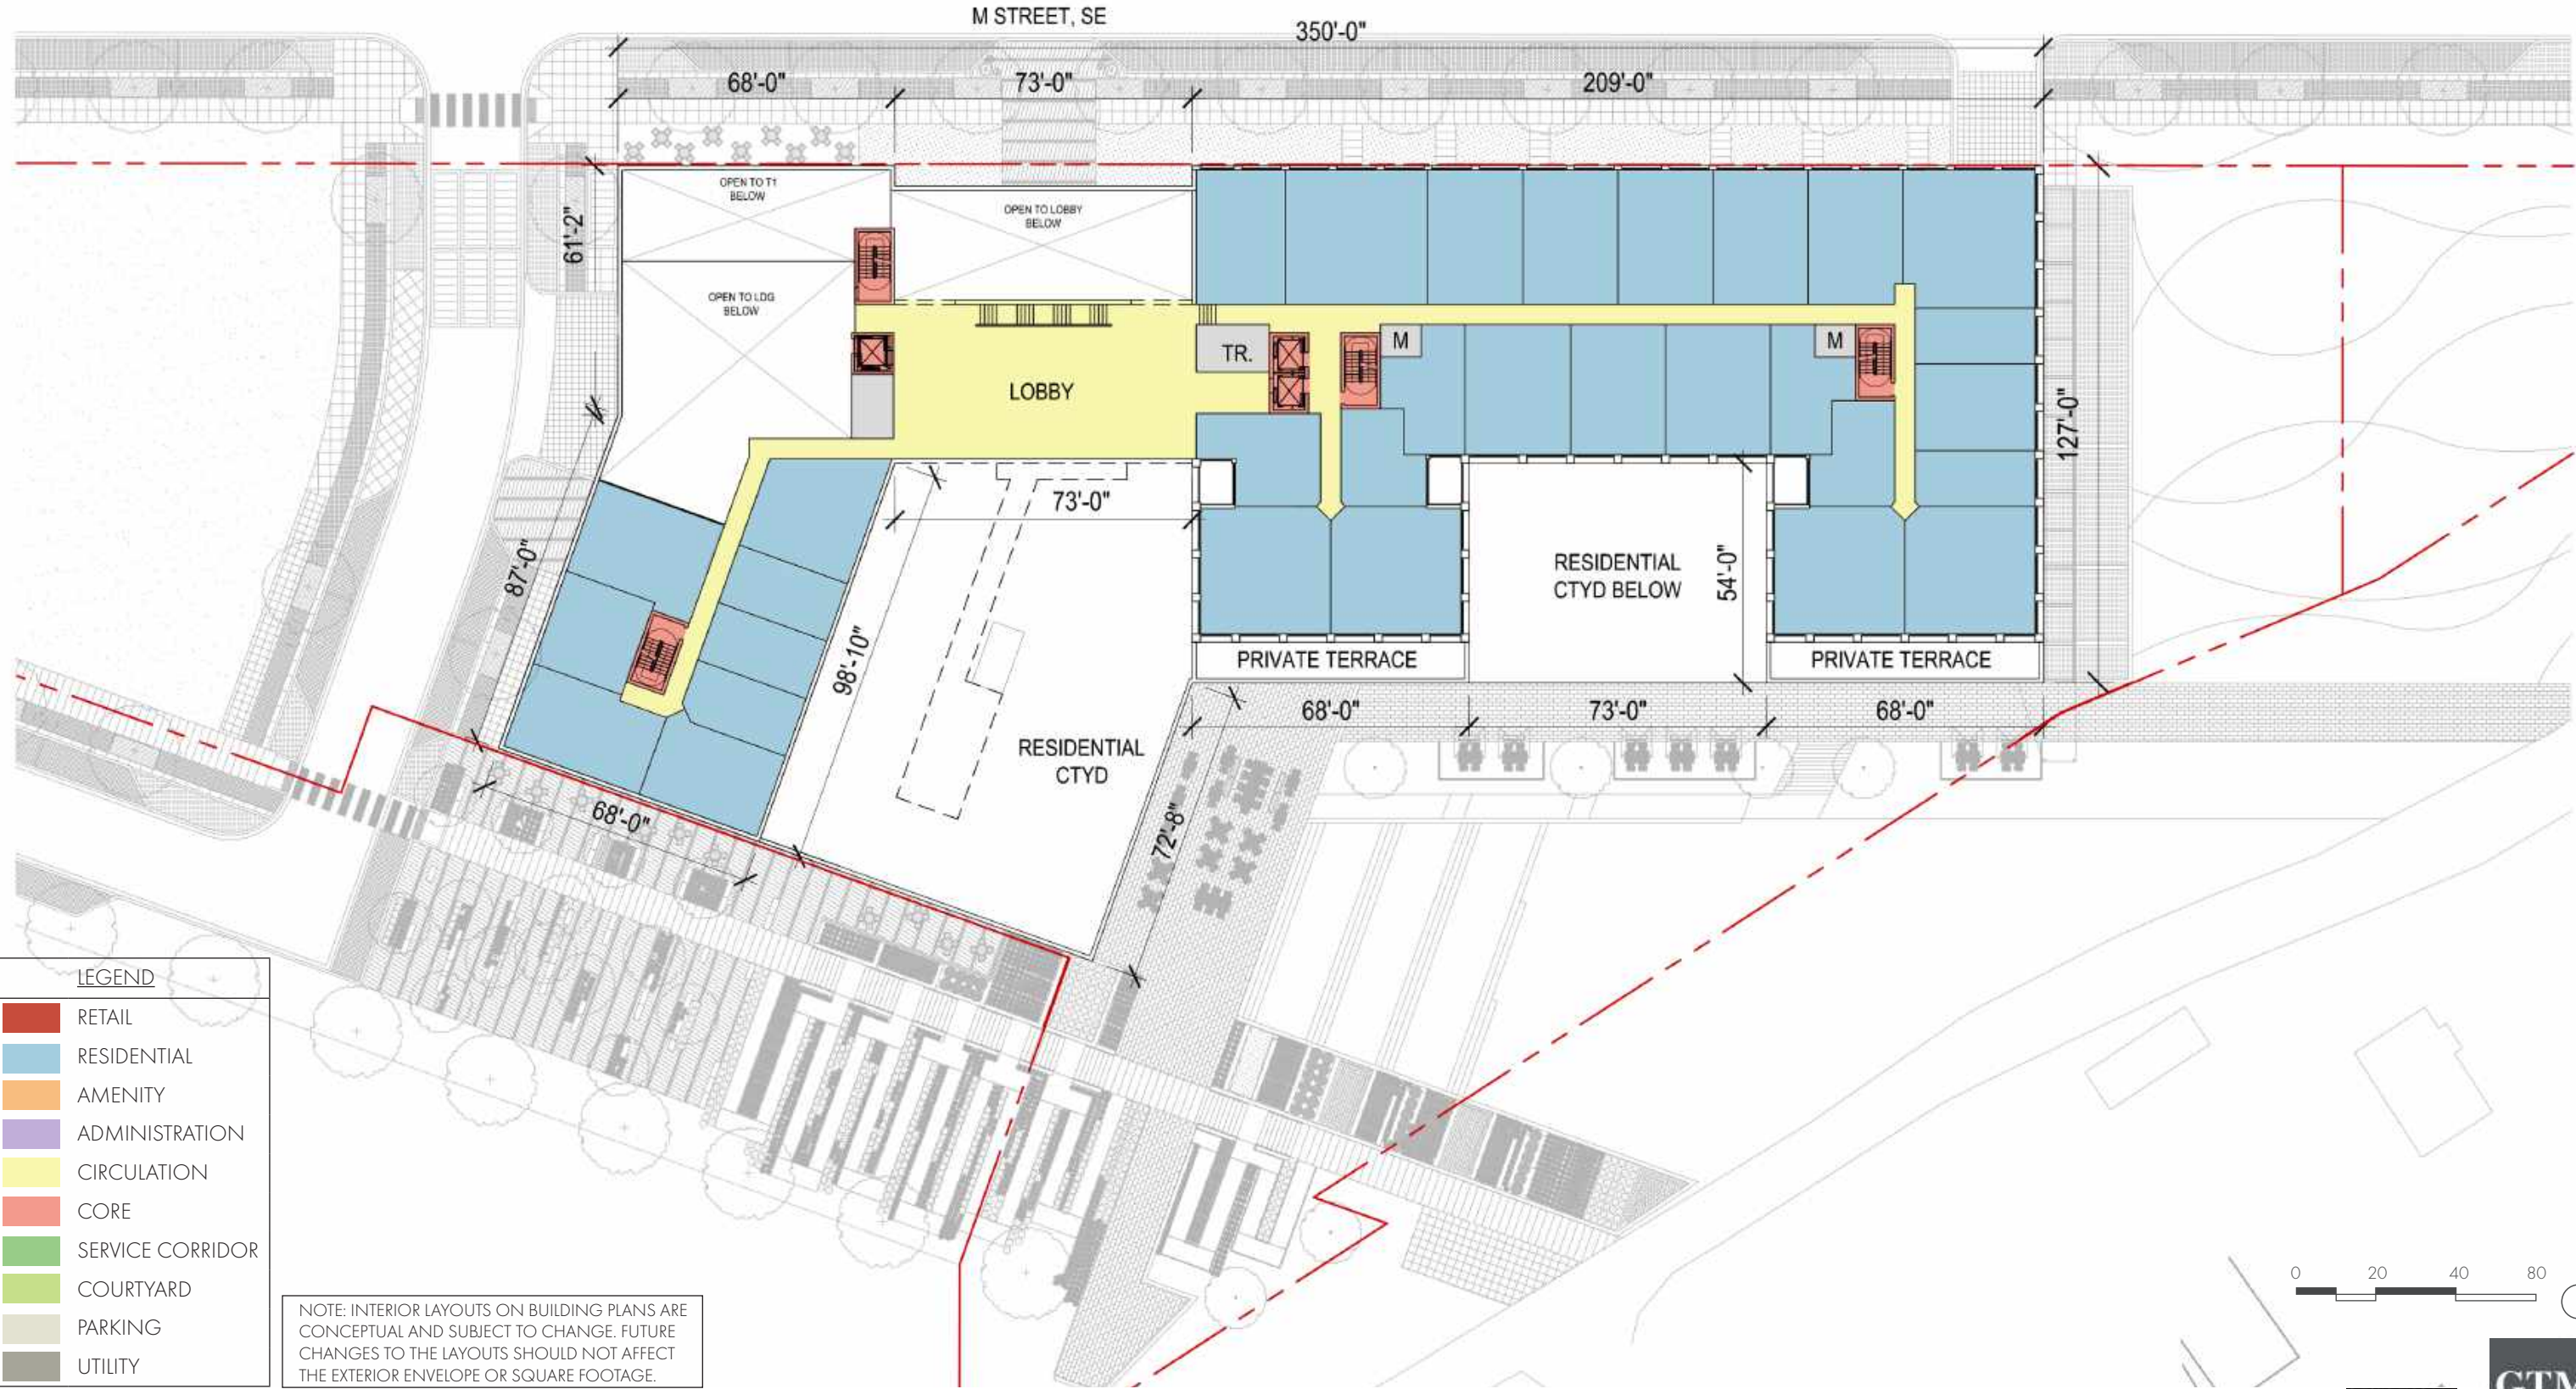 M STREET, SE
350'-0"
68'-0"
73'-0"
209'-0"
OPEN TO T1
BELOW
61'-2"
OPEN TO LOBBY
BELOW
OPEN TO LDG
BELOW
TR.
M
M
LOBBY
127'-0"
73'-0"
87'-0"
RESIDENTIAL
CTYD BELOW
54'-0"
98'-10"
PRIVATE TERRACE
PRIVATE TERRACE
68'-0"
73'-0"
68'-0"
RESIDENTIAL
CTYD
68'-0"
72'-8"
LEGEND
RETAIL
RESIDENTIAL
AMENITY
ADMINISTRATION
CIRCULATION
CORE
SERVICE CORRIDOR
COURTYARD
PARKING
UTILITY
NOTE: INTERIOR LAYOUTS ON BUILDING PLANS ARE
CONCEPTUAL AND SUBJECT TO CHANGE. FUTURE
CHANGES TO THE LAYOUTS SHOULD NOT AFFECT
THE EXTERIOR ENVELOPE OR SQUARE FOOTAGE.
0 20 40 80